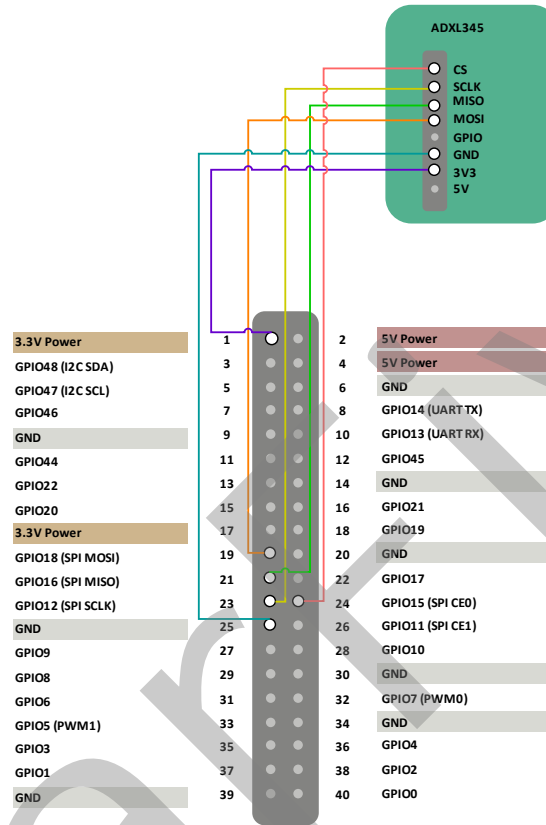 ADXL345
CS
SCLK
MISO
MOSI
GPIO
GND
3V3
5V
3.3V Power 1 2 5V Power
GPIO48 (I2C SDA) 3 4 5V Power
GPIO47 (I2C SCL) 5 6 GND
GPIO46 7 8 GPIO14 (UART TX)
GND 9 10 GPIO13 (UART RX)
GPIO44 11 12 GPIO45
GPIO22 13 14 GND
GPIO20 15 16 GPIO21
3.3V Power 17 18 GPIO19
GPIO18 (SPI MOSI) 19 20 GND
GPIO16 (SPI MISO) 21 22 GPIO17
GPIO12 (SPI SCLK) 23 24 GPIO15 (SPI CE0)
GND 25 26 GPIO11 (SPI CE1)
GPIO9 27 28 GPIO10
GPIO8 29 30 GND
GPIO6 31 32 GPIO7 (PWM0)
GPIO5 (PWM1) 33 34 GND
GPIO3 35 36 GPIO4
GPIO1 37 38 GPIO2
GND 39 40 GPIO0